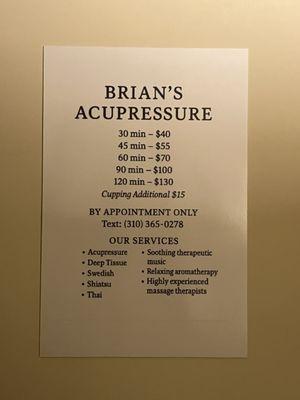 BRIAN'S
ACUPRESSURE
30 min – $40
45 min – $55
60 min – $70
90 min – $100
120 min – $130
Cupping Additional $15
BY APPOINTMENT ONLY
Text: (310) 365-0278
OUR SERVICES
• Acupressure
• Deep Tissue
• Swedish
• Shiatsu
• Thai
• Soothing therapeutic
music
• Relaxing aromatherapy
• Highly experienced
massage therapists